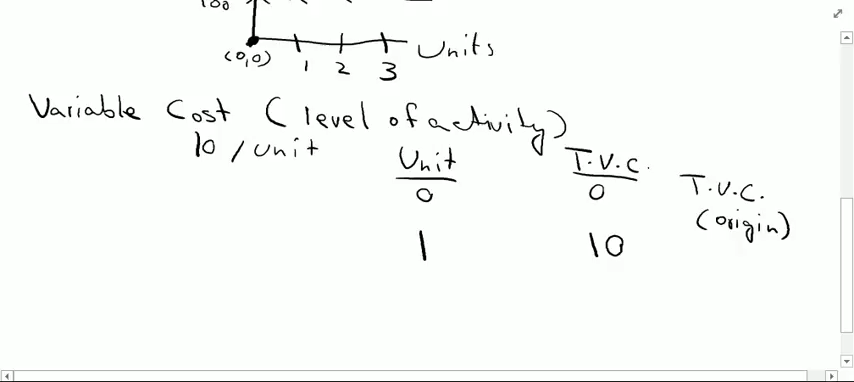 100
Units
(0,0) 1 2 3
Variable Cost (level of activity)
10 / unit
Unit T.V.C.
0 0 T.V.C.
(origin)
1 10